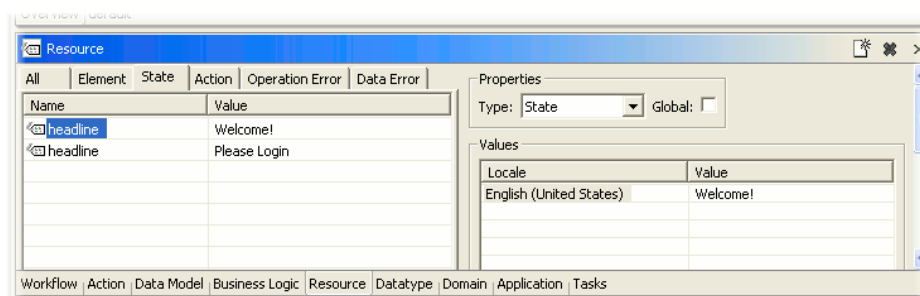 Resource
All Element State Action Operation Error Data Error
Name Value
headline Welcome!
headline Please Login
Properties
Type: State Global:
Values
Locale Value
English (United States) Welcome!
Workflow Action Data Model Business Logic Resource Datatype Domain Application Tasks